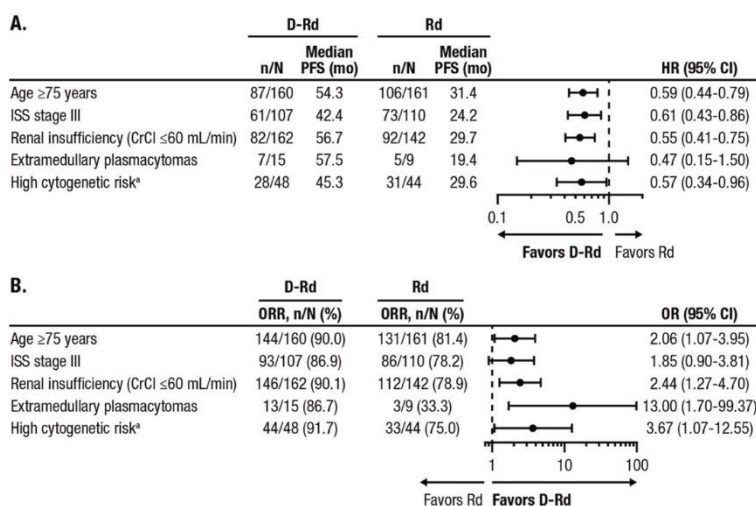 A.
D-Rd Rd
n/N Median PFS (mo) n/N Median PFS (mo) HR (95% CI)
Age ≥75 years 87/160 54.3 106/161 31.4 0.59 (0.44-0.79)
ISS stage III 61/107 42.4 73/110 24.2 0.61 (0.43-0.86)
Renal insufficiency (CrCl ≤60 mL/min) 82/162 56.7 92/142 29.7 0.55 (0.41-0.75)
Extramedullary plasmacytomas 7/15 57.5 5/9 19.4 0.47 (0.15-1.50)
High cytogenetic riskᵃ 28/48 45.3 31/44 29.6 0.57 (0.34-0.96)
0.1 0.5 1.0
Favors D-Rd Favors Rd
B.
D-Rd Rd
ORR, n/N (%) ORR, n/N (%) OR (95% CI)
Age ≥75 years 144/160 (90.0) 131/161 (81.4) 2.06 (1.07-3.95)
ISS stage III 93/107 (86.9) 86/110 (78.2) 1.85 (0.90-3.81)
Renal insufficiency (CrCl ≤60 mL/min) 146/162 (90.1) 112/142 (78.9) 2.44 (1.27-4.70)
Extramedullary plasmacytomas 13/15 (86.7) 3/9 (33.3) 13.00 (1.70-99.37)
High cytogenetic riskᵃ 44/48 (91.7) 33/44 (75.0) 3.67 (1.07-12.55)
1 10 100
Favors Rd Favors D-Rd